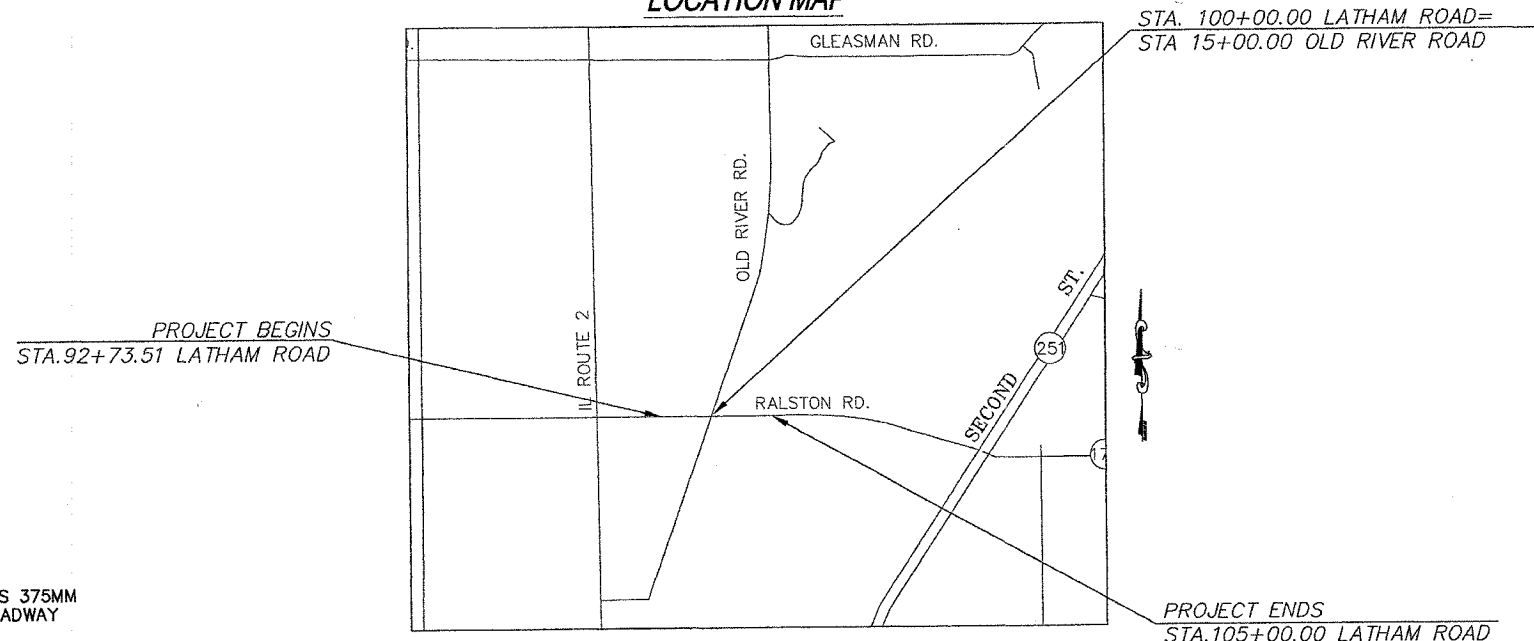 LOCATION MAP
STA. 100+00.00 LATHAM ROAD=
STA 15+00.00 OLD RIVER ROAD
GLEASMAN RD.
OLD RIVER RD.
PROJECT BEGINS
STA.92+73.51 LATHAM ROAD
IL ROUTE 2
RALSTON RD.
SECOND ST.
251
17
S 375MM
ADWAY
PROJECT ENDS
STA.105+00.00 LATHAM ROAD